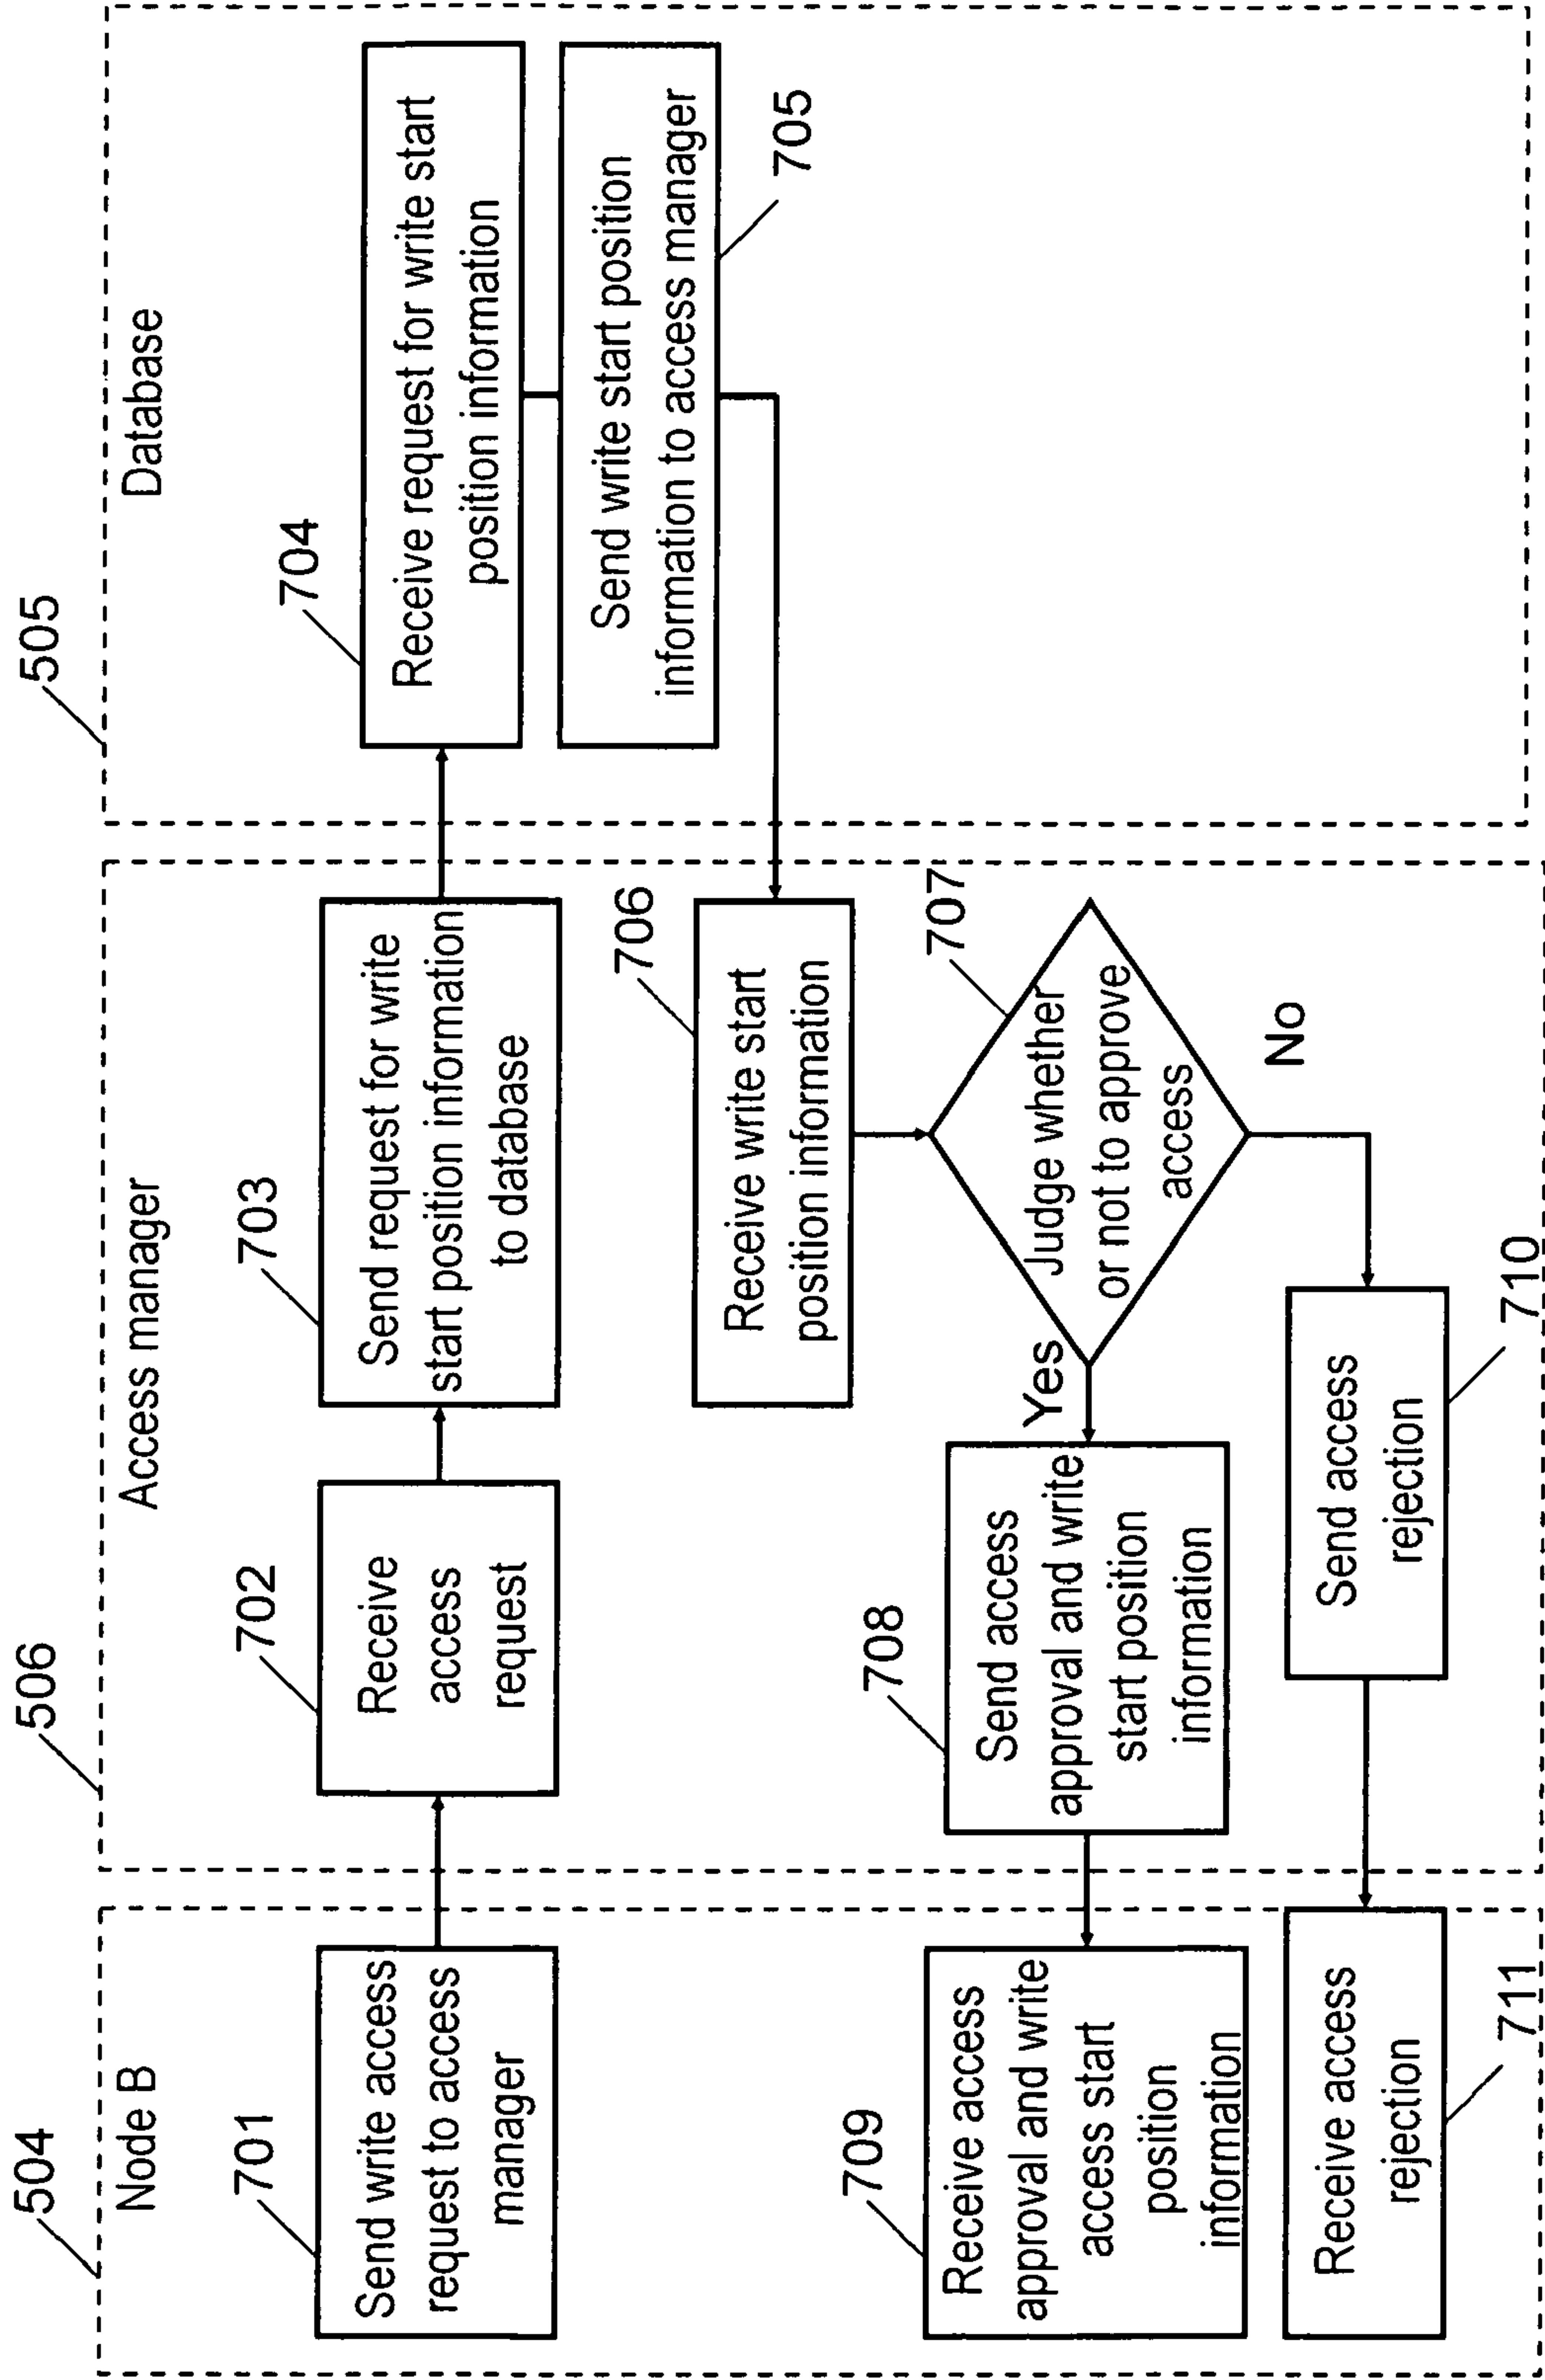 504
Node B
701
Send write access
request to access
manager
709
Receive access
approval and write
access start
position
information
Receive access
rejection
711
506
Access manager
702
Receive
access
request
703
Send request for write
start position information
to database
706
Receive write start
position information
707
Judge whether
or not to approve
access
Yes
No
708
Send access
approval and write
start position
information
Send access
rejection
710
505
Database
704
Receive request for write start
position information
Send write start position
information to access manager
705